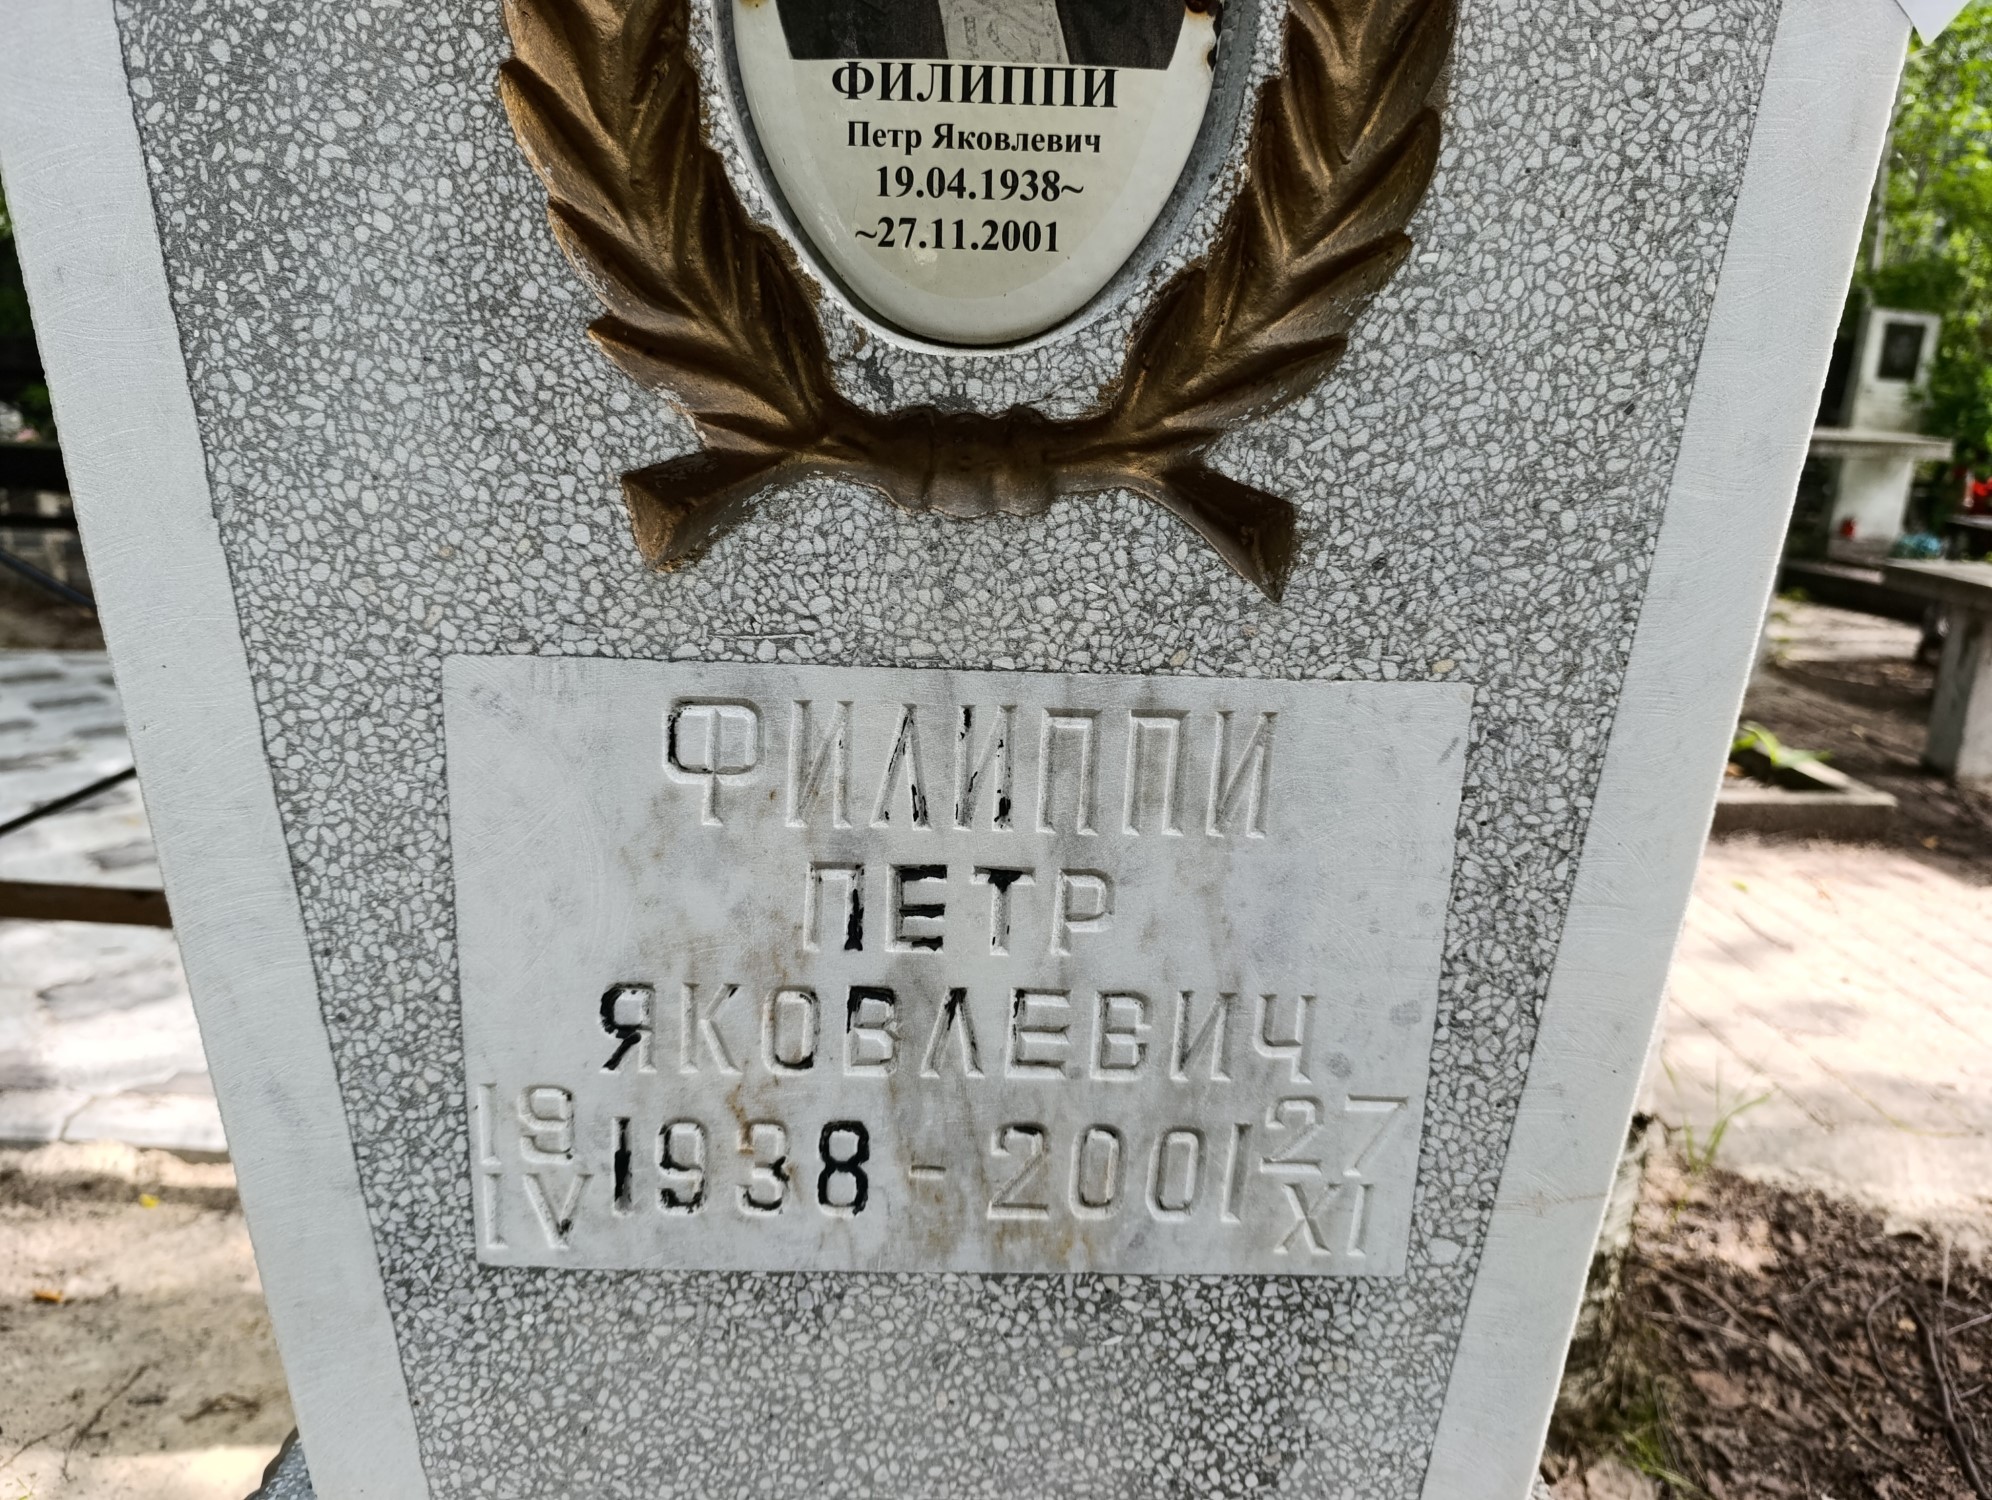 ФИЛИППИ
Петр Яковлевич
19.04.1938~
~27.11.2001
ФИЛИППИ
ПЕТР
ЯКОВЛЕВИЧ
19 IV 1938 - 2001 27 XI